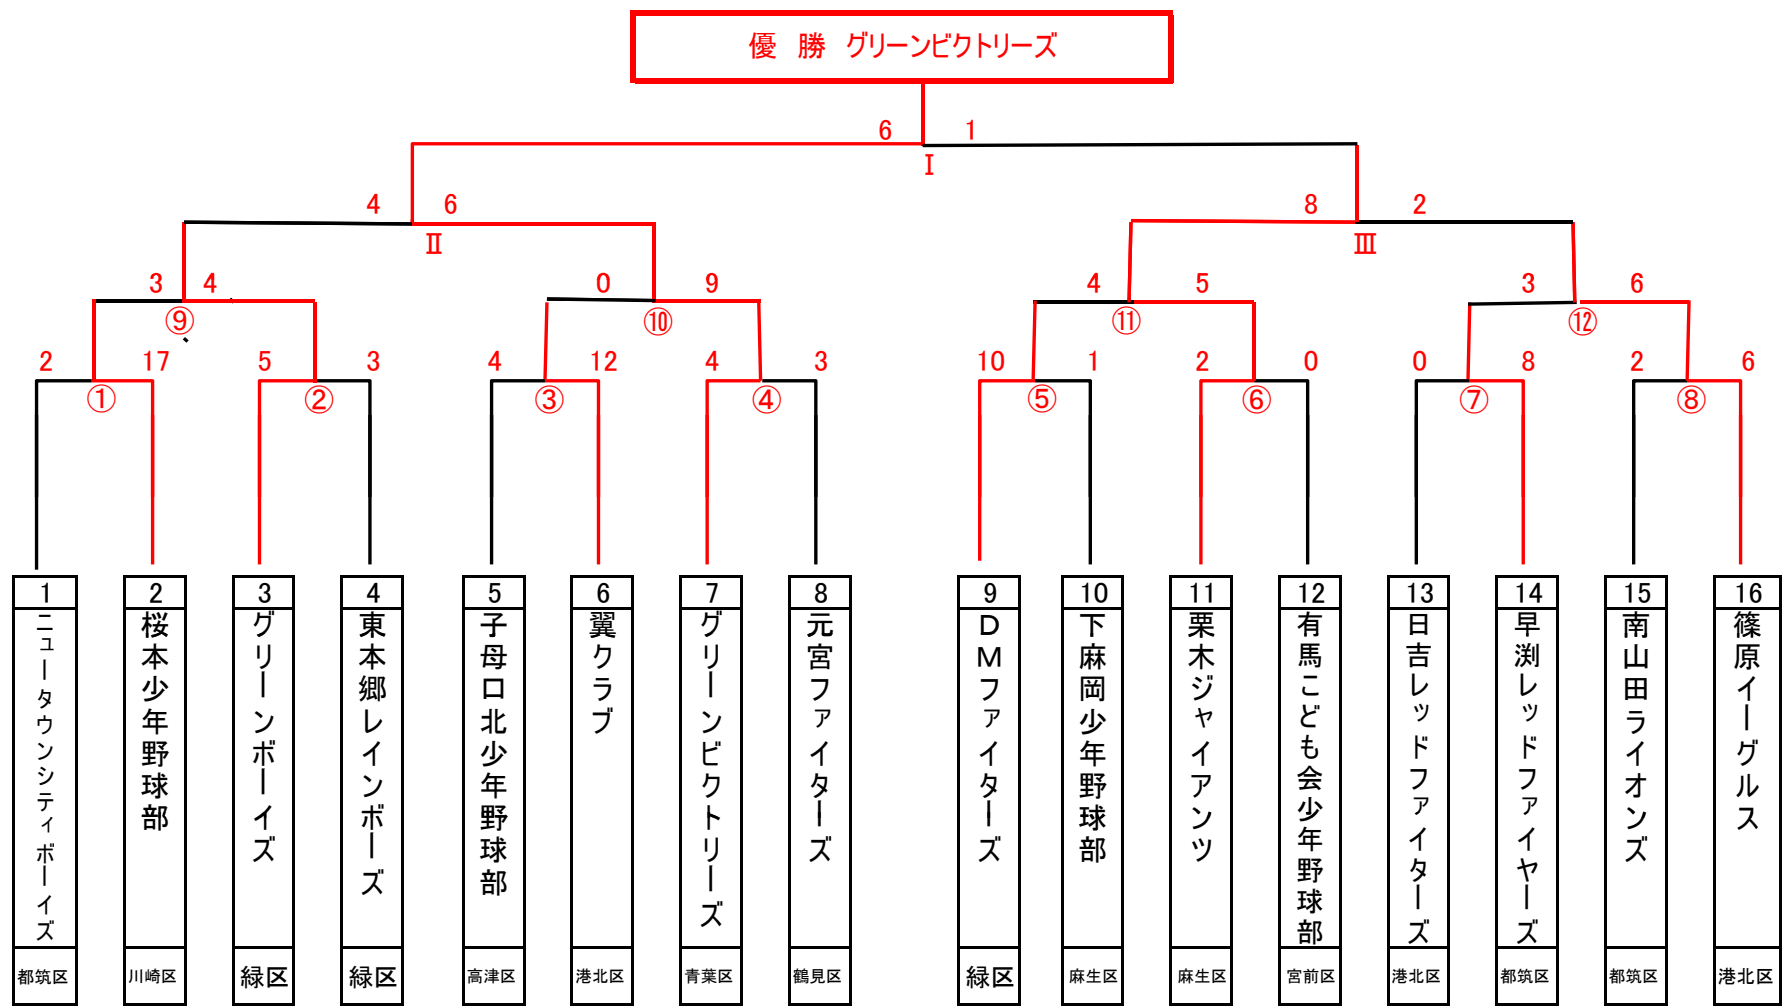 優 勝 グリーンビクトリーズ
6 1
Ⅰ
4 6 8 2
Ⅱ Ⅲ
3 4 0 9 4 5 3 6
⑨ ⑩ ⑪ ⑫
2 17 5 3 4 12 4 3 10 1 2 0 0 8 2 6
① ② ③ ④ ⑤ ⑥ ⑦ ⑧
1 2 3 4 5 6 7 8 9 10 11 12 13 14 15 16
ニュータウンシティボーイズ
桜本少年野球部
グリーンボーイズ
東本郷レインボーズ
子母口北少年野球部
翼クラブ
グリーンビクトリーズ
元宮ファイターズ
DMファイターズ
下麻岡少年野球部
栗木ジャイアンツ
有馬こども会少年野球部
日吉レッドファイターズ
早渕レッドファイヤーズ
南山田ライオンズ
篠原イーグルス
都筑区 川崎区 緑区 緑区 高津区 港北区 青葉区 鶴見区 緑区 麻生区 麻生区 宮前区 港北区 都筑区 都筑区 港北区